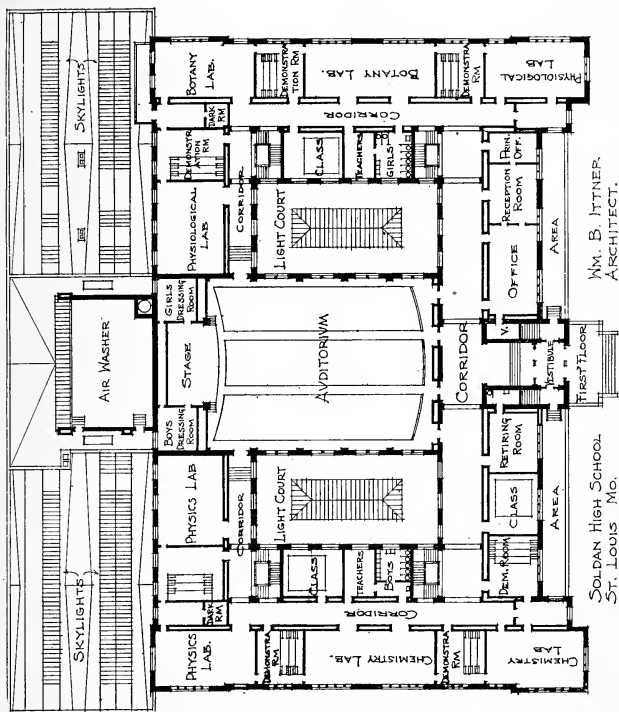 SKYLIGHTS
AIR WASHER
SKYLIGHTS
PHYSICS
LAB.
DARK
RM
PHYSICS LAB
BOYS
DRESSING
ROOM
STAGE
GIRLS
DRESSING
ROOM
PHYSIOLOGICAL
LAB
DEMONSTR
ATION
RM
DARK
RM
BOTANY
LAB.
CORRIDOR
CORRIDOR
DEMONSTRA
RM
CORRIDOR
CLASS
LIGHT COURT
AUDITORIUM
LIGHT COURT
CLASS
CORRIDOR
DEMONSTRA
TION RM
CHEMISTRY LAB.
TEACHERS
BOYS
TEACHERS
GIRLS
BOTANY LAB.
DEMONSTRA
RM
CORRIDOR
DEMONSTRA
RM
CHEMISTRY
LAB
DEM. ROOM
CLASS
RETIRING ROOM
V.
OFFICE
RECEPTION
ROOM
PRIN.
OFF.
PHYSIOLOGICAL
LAB
AREA
VESTIBULE
AREA
FIRST FLOOR
SOLDAN HIGH SCHOOL
ST. LOUIS MO.
WM. B. ITTNER
ARCHITECT.